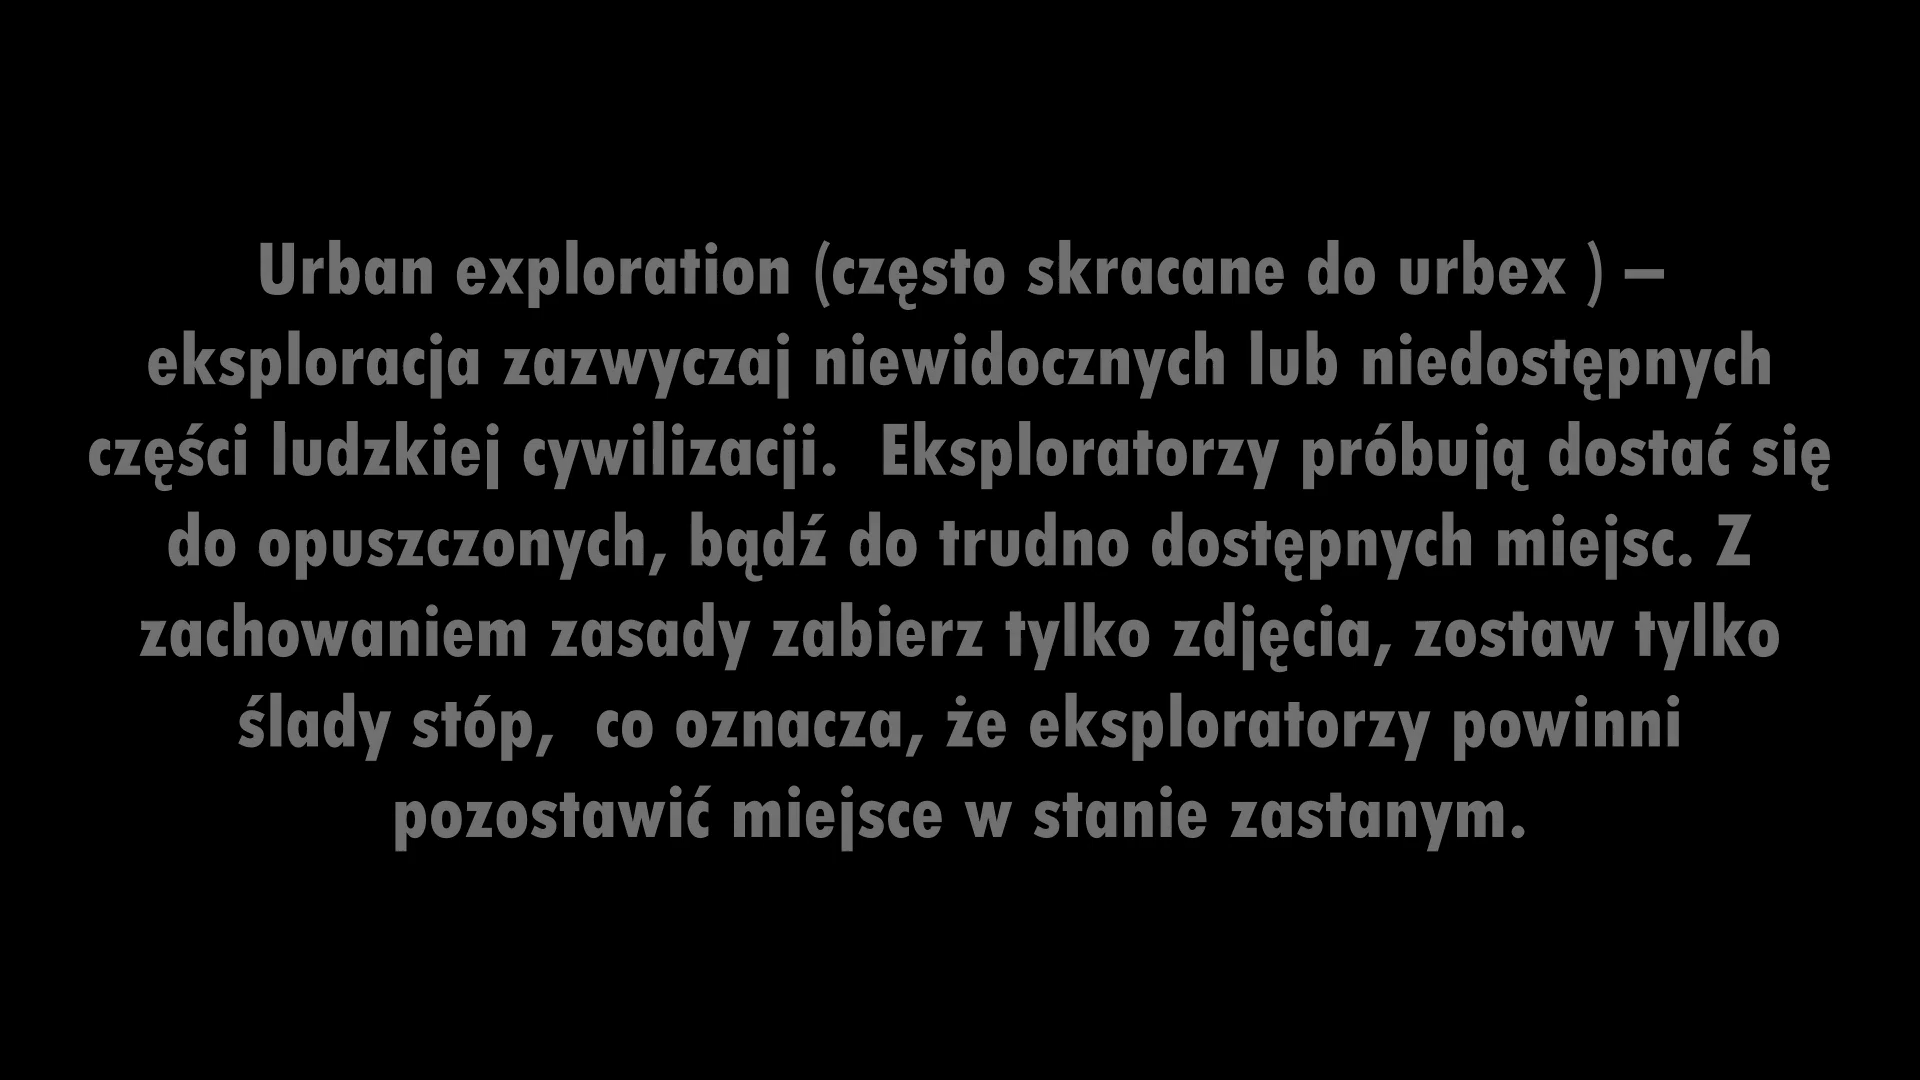 Urban exploration (często skracane do urbex ) –
eksploracja zazwyczaj niewidocznych lub niedostępnych
części ludzkiej cywilizacji.  Eksploratorzy próbują dostać się
do opuszczonych, bądź do trudno dostępnych miejsc. Z
zachowaniem zasady zabierz tylko zdjęcia, zostaw tylko
ślady stóp,  co oznacza, że eksploratorzy powinni
pozostawić miejsce w stanie zastanym.